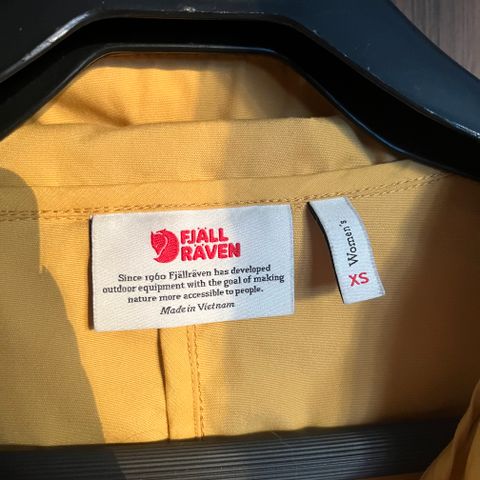 FJÄLL
RÄVEN
Since 1960 Fjällräven has developed
outdoor equipment with the goal of making
nature more accessible to people.
Made in Vietnam
Women's
XS